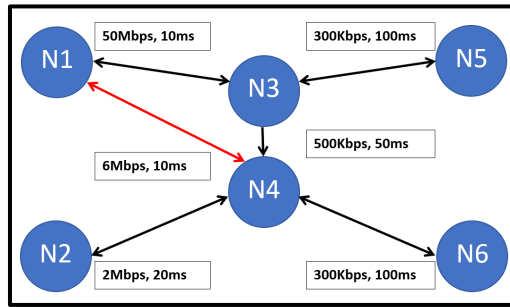 50Mbps, 10ms
300Kbps, 100ms
N1
N5
N3
500Kbps, 50ms
6Mbps, 10ms
N4
N2
N6
2Mbps, 20ms
300Kbps, 100ms